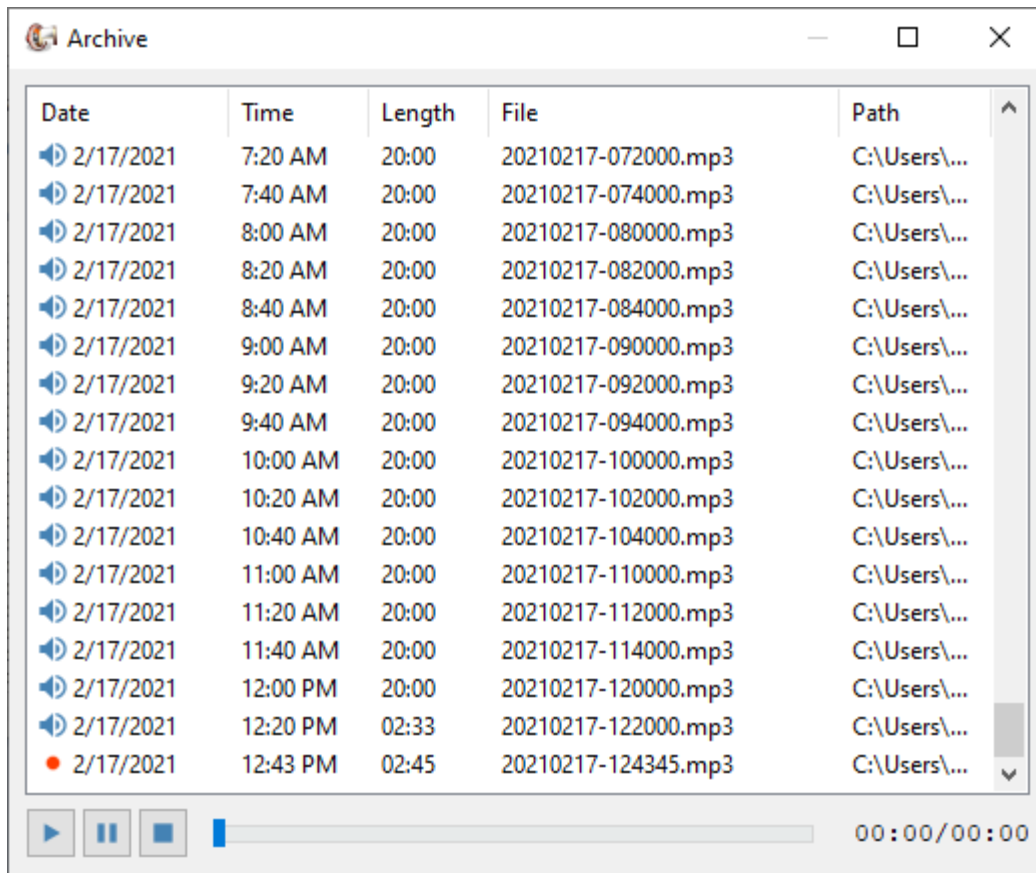 Archive
Date Time Length File Path
2/17/2021 7:20 AM 20:00 20210217-072000.mp3 C:\Users\...
2/17/2021 7:40 AM 20:00 20210217-074000.mp3 C:\Users\...
2/17/2021 8:00 AM 20:00 20210217-080000.mp3 C:\Users\...
2/17/2021 8:20 AM 20:00 20210217-082000.mp3 C:\Users\...
2/17/2021 8:40 AM 20:00 20210217-084000.mp3 C:\Users\...
2/17/2021 9:00 AM 20:00 20210217-090000.mp3 C:\Users\...
2/17/2021 9:20 AM 20:00 20210217-092000.mp3 C:\Users\...
2/17/2021 9:40 AM 20:00 20210217-094000.mp3 C:\Users\...
2/17/2021 10:00 AM 20:00 20210217-100000.mp3 C:\Users\...
2/17/2021 10:20 AM 20:00 20210217-102000.mp3 C:\Users\...
2/17/2021 10:40 AM 20:00 20210217-104000.mp3 C:\Users\...
2/17/2021 11:00 AM 20:00 20210217-110000.mp3 C:\Users\...
2/17/2021 11:20 AM 20:00 20210217-112000.mp3 C:\Users\...
2/17/2021 11:40 AM 20:00 20210217-114000.mp3 C:\Users\...
2/17/2021 12:00 PM 20:00 20210217-120000.mp3 C:\Users\...
2/17/2021 12:20 PM 02:33 20210217-122000.mp3 C:\Users\...
2/17/2021 12:43 PM 02:45 20210217-124345.mp3 C:\Users\...
00:00/00:00